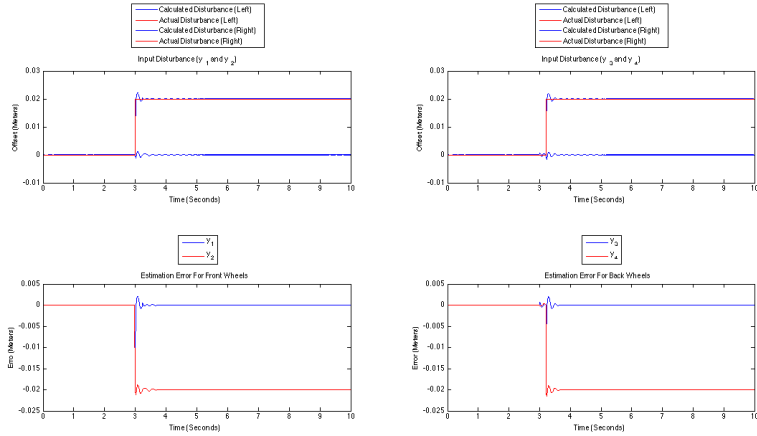 Calculated Disturbance (Left)
Actual Disturbance (Left)
Calculated Disturbance (Right)
Actual Disturbance (Right)
Input Disturbance (y 1 and y 2)
0.03
0.02
0.01
0
-0.01
Offset (Meters)
0 1 2 3 4 5 6 7 8 9 10
Time (Seconds)
Calculated Disturbance (Left)
Actual Disturbance (Left)
Calculated Disturbance (Right)
Actual Disturbance (Right)
Input Disturbance (y 3 and y 4)
0.03
0.02
0.01
0
-0.01
Offset (Meters)
0 1 2 3 4 5 6 7 8 9 10
Time (Seconds)
y1
y2
Estimation Error For Front Wheels
0.005
0
-0.005
-0.01
-0.015
-0.02
-0.025
Erro (Meters)
0 1 2 3 4 5 6 7 8 9 10
Time (Seconds)
y3
y4
Estimation Error For Back Wheels
0.005
0
-0.005
-0.01
-0.015
-0.02
-0.025
Error (Meters)
0 1 2 3 4 5 6 7 8 9 10
Time (Seconds)